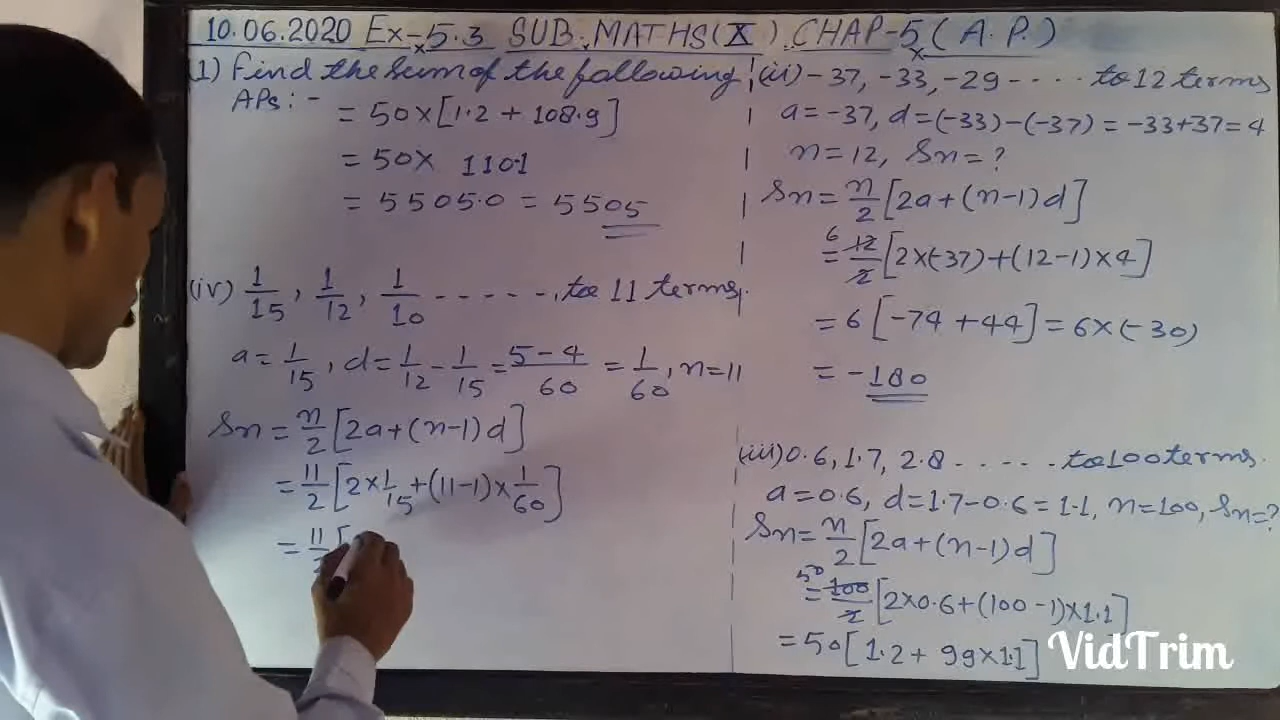 10.06.2020 Ex-5.3 SUB:MATHS(X) CHAP-5(A.P.)
(1) Find the sum of the following
APs:-
= 50×[1.2 + 108.9]
= 50× 110.1
= 5505.0 = 5505
(iv) 1/15, 1/12, 1/10 ------, to 11 terms.
a = 1/15, d = 1/12 - 1/15 = 5-4/60 = 1/60, n=11
Sn = n/2 [2a+(n-1)d]
= 11/2 [2×1/15+(11-1)×1/60]
= 11/2 [
(ii) -37, -33, -29 ---- to 12 terms
a = -37, d = (-33)-(-37) = -33+37 = 4
n = 12, Sn = ?
Sn = n/2 [2a+(n-1)d]
6
= 12/2 [2×(-37)+(12-1)×4]
= 6 [-74 + 44] = 6×(-30)
= -180
(iii) 0.6, 1.7, 2.8 ----- to 100 terms.
a = 0.6, d = 1.7-0.6 = 1.1, n=100, Sn=?
Sn = n/2 [2a+(n-1)d]
50
= 100/2 [2×0.6+(100-1)×1.1]
= 50[1.2+ 99×1.1]
VidTrim